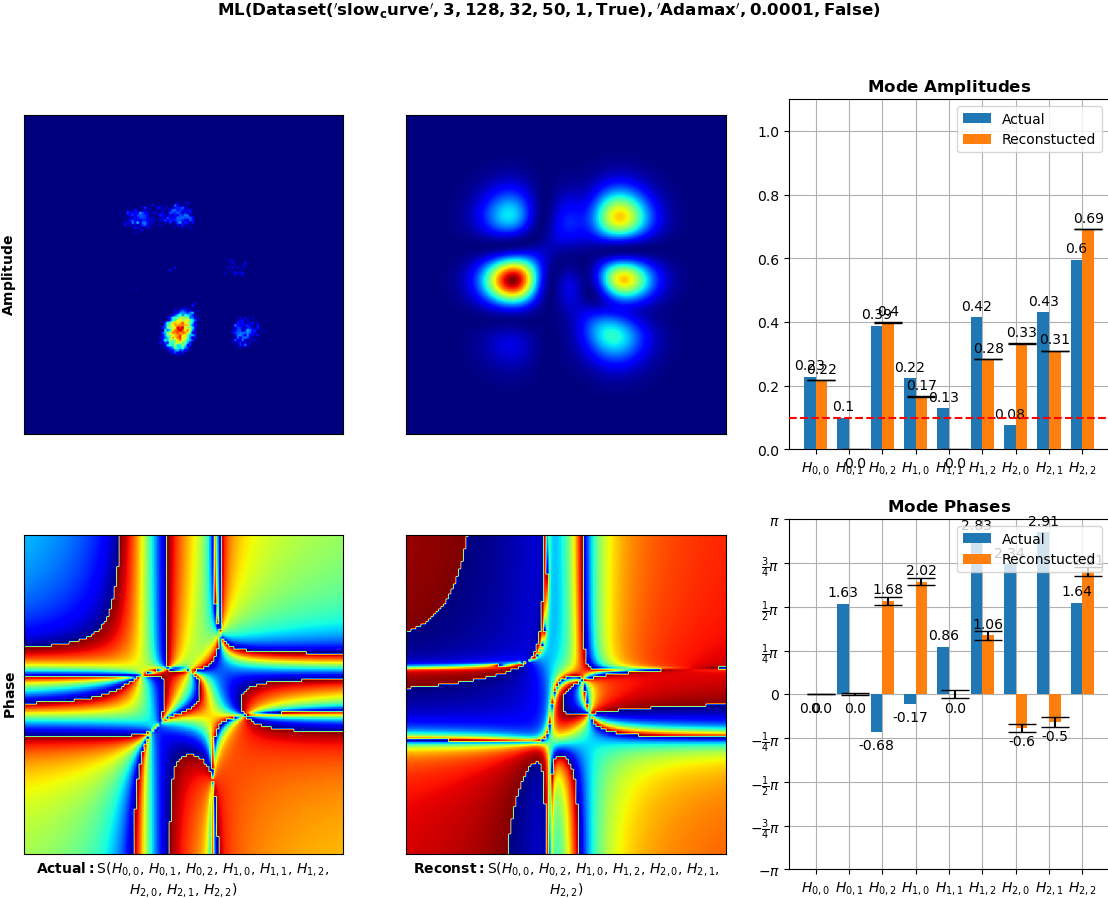 ML(Dataset('slow_curve', 3, 128, 32, 50, 1, True), 'Adamax', 0.0001, False)
Mode Amplitudes
Actual
Reconstucted
1.0
0.8
0.6
0.4
0.2
0.0
0.23
0.22
0.1
0.0
0.39
0.4
0.22
0.17
0.13
0.0
0.42
0.28
0.08
0.33
0.43
0.31
0.6
0.69
H0,0 H0,1 H0,2 H1,0 H1,1 H1,2 H2,0 H2,1 H2,2
Amplitude
Mode Phases
Actual
Reconstucted
π
3/4π
1/2π
1/4π
0
−1/4π
−1/2π
−3/4π
−π
0.0
1.63
0.0
-0.68
1.68
-0.17
2.02
0.86
0.0
2.83
1.06
2.34
-0.6
2.91
-0.5
1.64
H0,0 H0,1 H0,2 H1,0 H1,1 H1,2 H2,0 H2,1 H2,2
Phase
Actual: S(H0,0, H0,1, H0,2, H1,0, H1,1, H1,2,
H2,0, H2,1, H2,2)
Reconst: S(H0,0, H0,2, H1,0, H1,2, H2,0, H2,1,
H2,2)